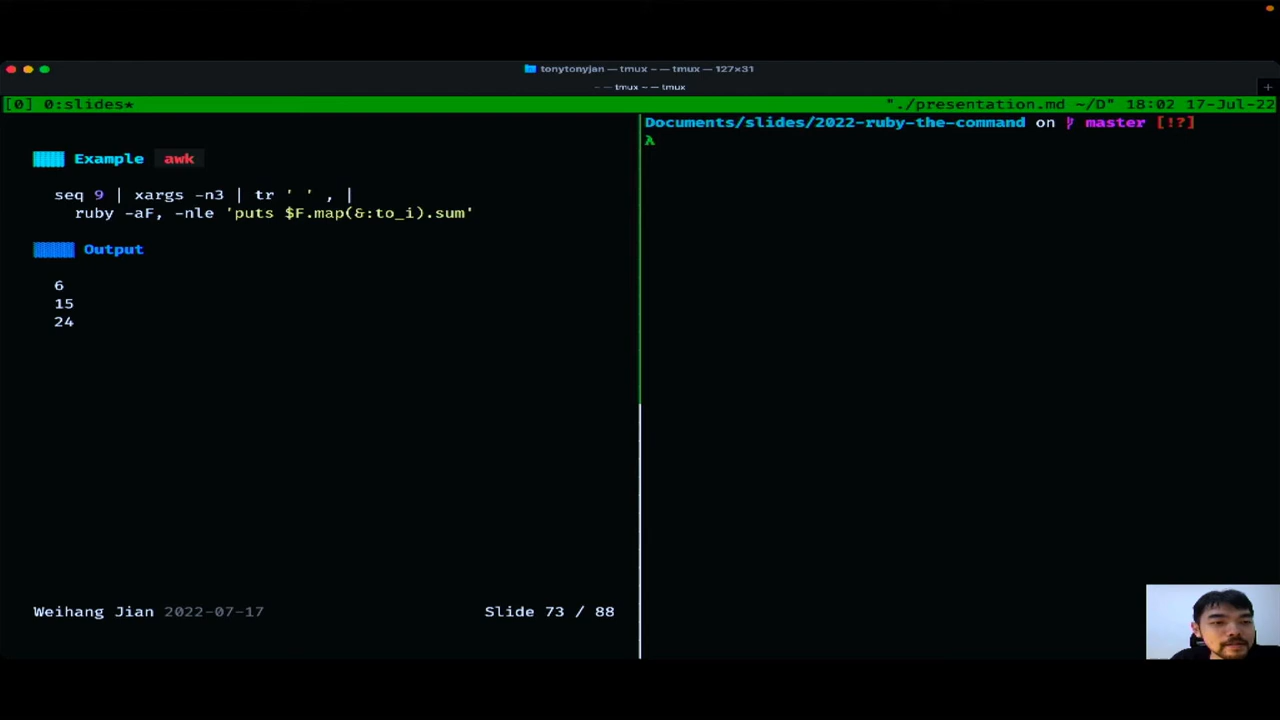 tonytonyjan — tmux - — tmux — 127×31
- — tmux - — tmux
[0] 0:slides* "./presentation.md ~/D" 18:02 17-Jul-22
Example awk
seq 9 | xargs -n3 | tr ' ' , |
ruby -aF, -nle 'puts $F.map(&:to_i).sum'
Output
6
15
24
Weihang Jian 2022-07-17 Slide 73 / 88
Documents/slides/2022-ruby-the-command on master [!?]
λ